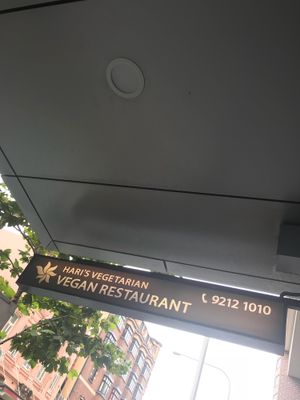 HARI'S VEGETARIAN
VEGAN RESTAURANT
9212 1010